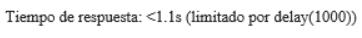 Tiempo de respuesta: <1.1s (limitado por delay(1000))